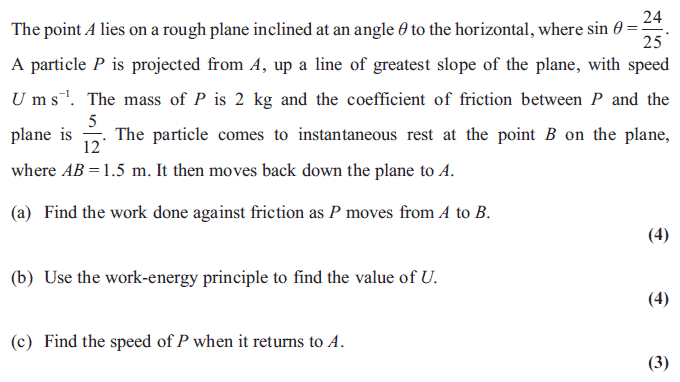 The point A lies on a rough plane inclined at an angle θ to the horizontal, where sin θ = 24/25.
A particle P is projected from A, up a line of greatest slope of the plane, with speed
U m s⁻¹. The mass of P is 2 kg and the coefficient of friction between P and the
plane is 5/12. The particle comes to instantaneous rest at the point B on the plane,
where AB = 1.5 m. It then moves back down the plane to A.
(a) Find the work done against friction as P moves from A to B.
(4)
(b) Use the work-energy principle to find the value of U.
(4)
(c) Find the speed of P when it returns to A.
(3)